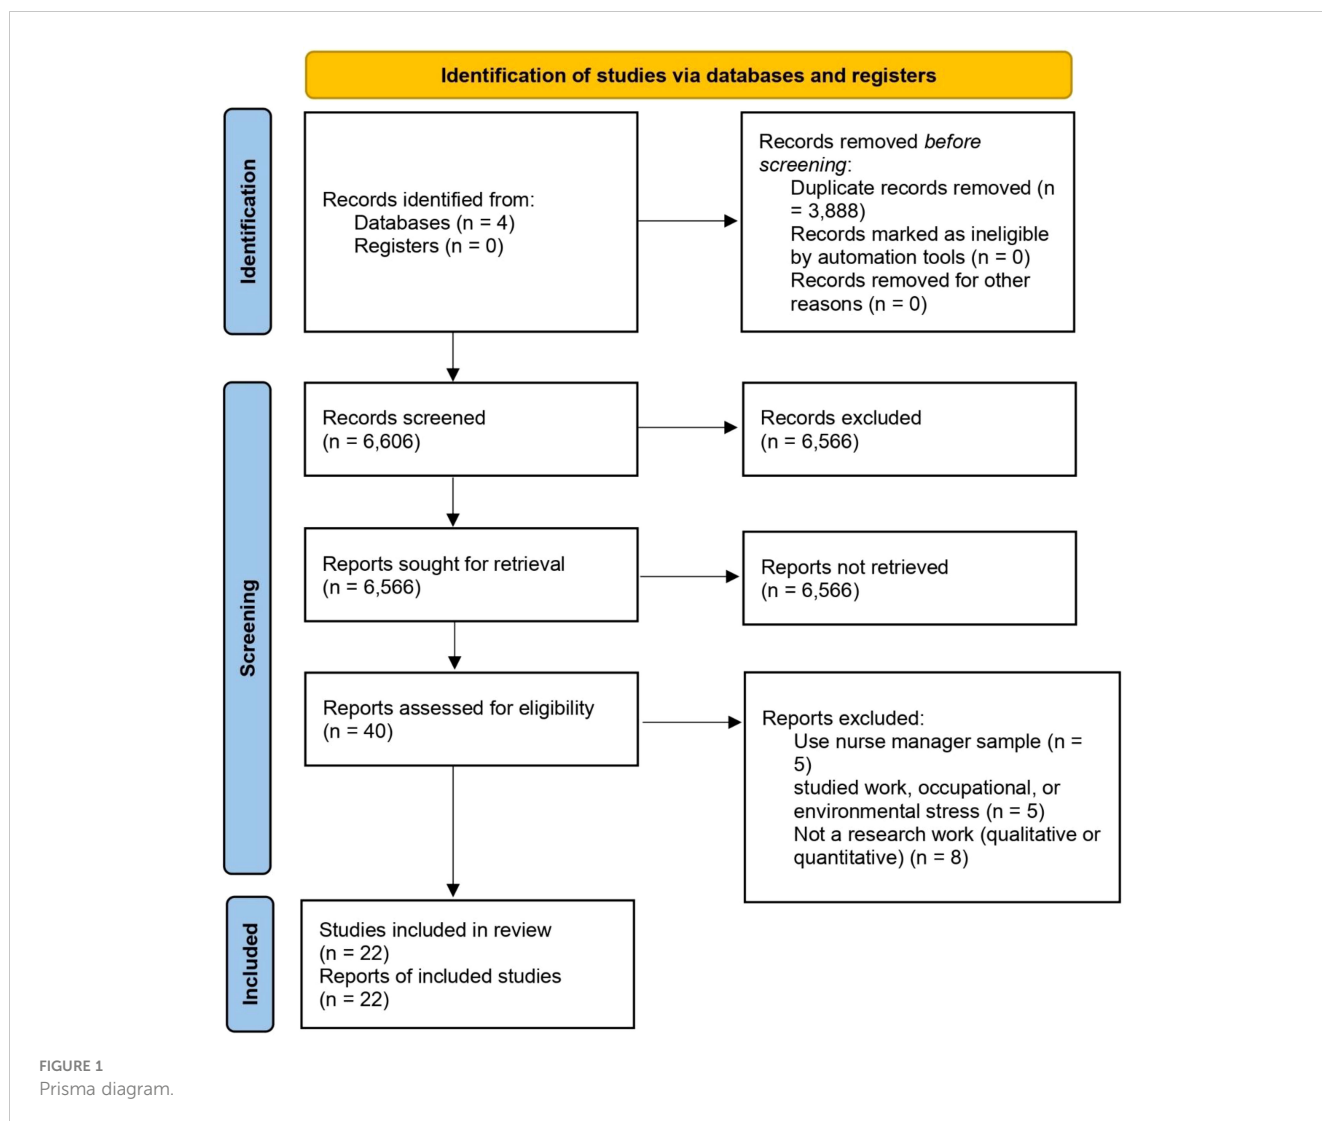 Identification of studies via databases and registers
Identification
Records identified from:
Databases (n = 4)
Registers (n = 0)
Records removed before
screening:
Duplicate records removed (n
= 3,888)
Records marked as ineligible
by automation tools (n = 0)
Records removed for other
reasons (n = 0)
Screening
Records screened
(n = 6,606)
Records excluded
(n = 6,566)
Reports sought for retrieval
(n = 6,566)
Reports not retrieved
(n = 6,566)
Reports assessed for eligibility
(n = 40)
Reports excluded:
Use nurse manager sample (n =
5)
studied work, occupational, or
environmental stress (n = 5)
Not a research work (qualitative or
quantitative) (n = 8)
Included
Studies included in review
(n = 22)
Reports of included studies
(n = 22)
FIGURE 1
Prisma diagram.